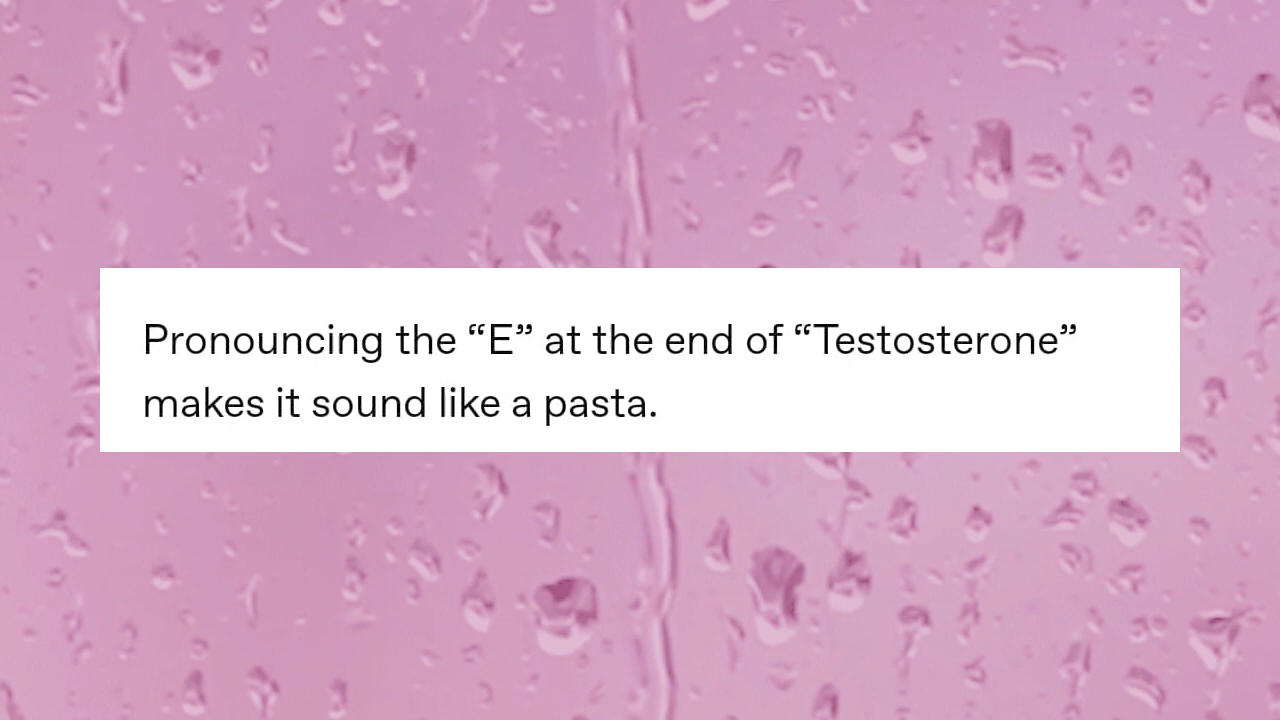 Pronouncing the “E” at the end of “Testosterone”
makes it sound like a pasta.